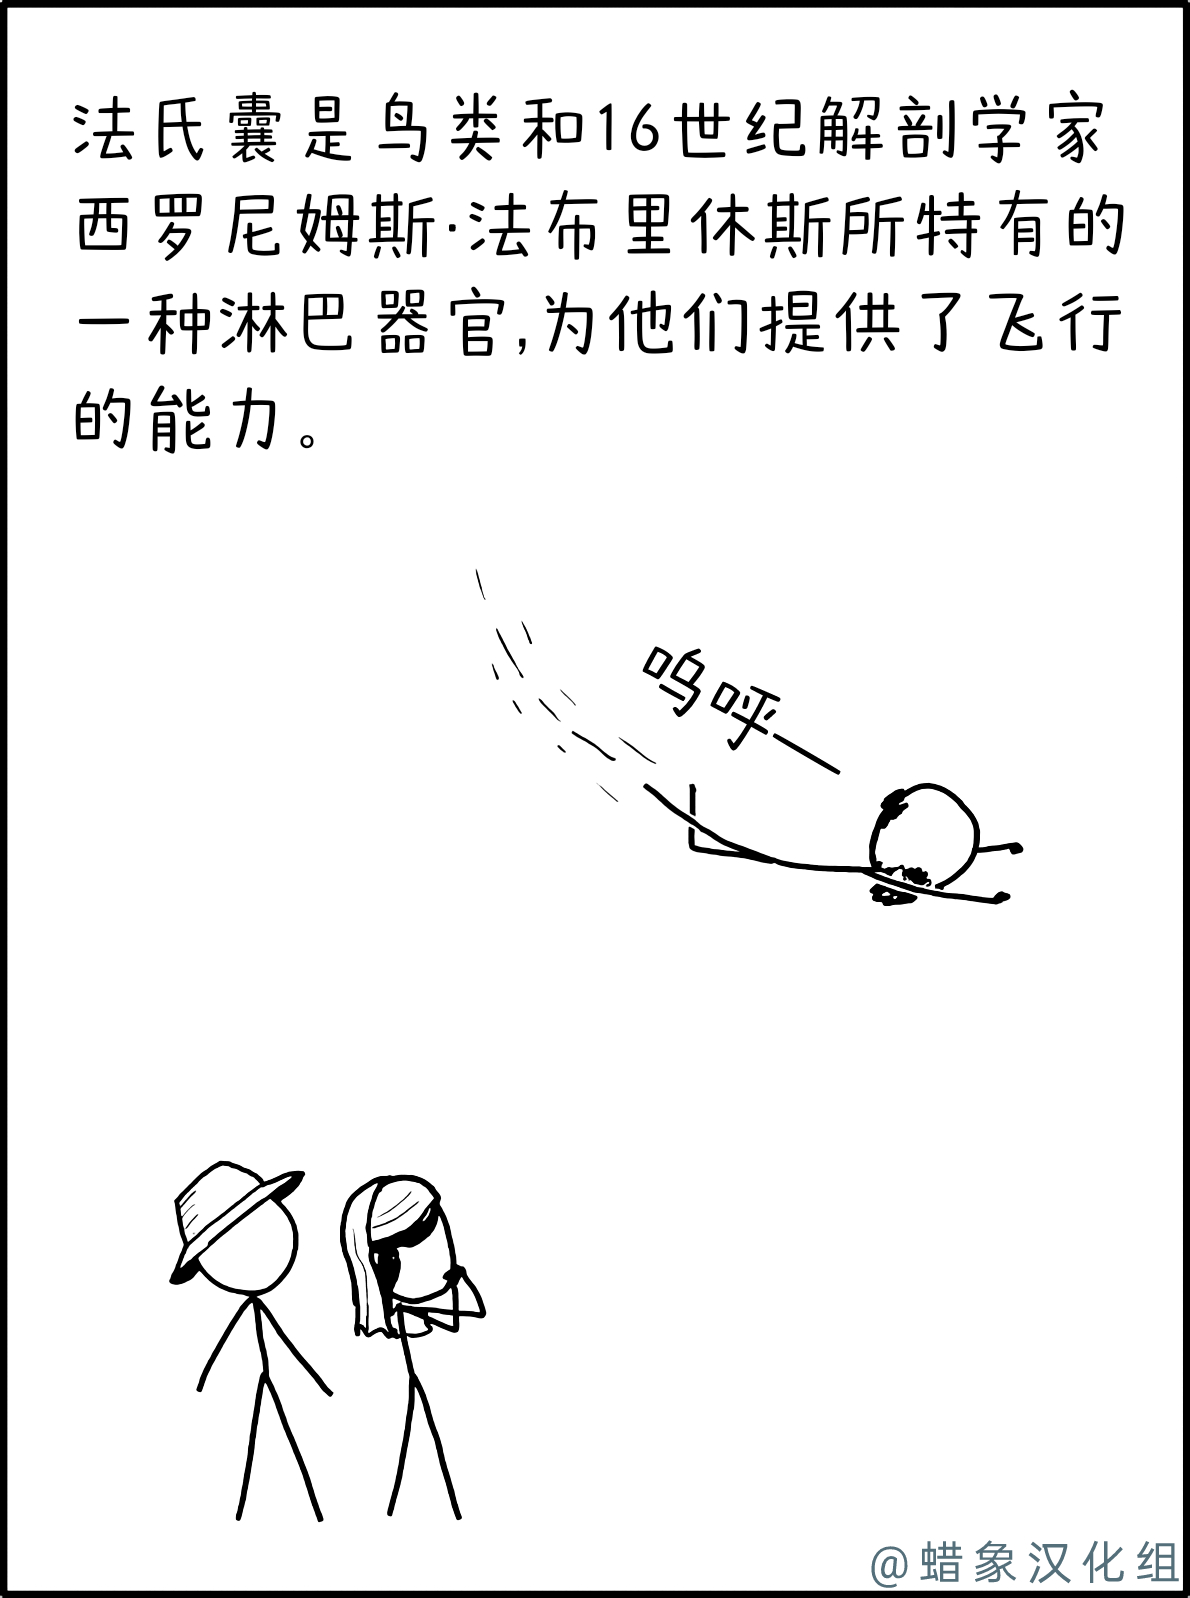 法氏囊是鸟类和16世纪解剖学家
西罗尼姆斯·法布里休斯所特有的
一种淋巴器官,为他们提供了飞行
的能力。
呜呼
@蜡象汉化组